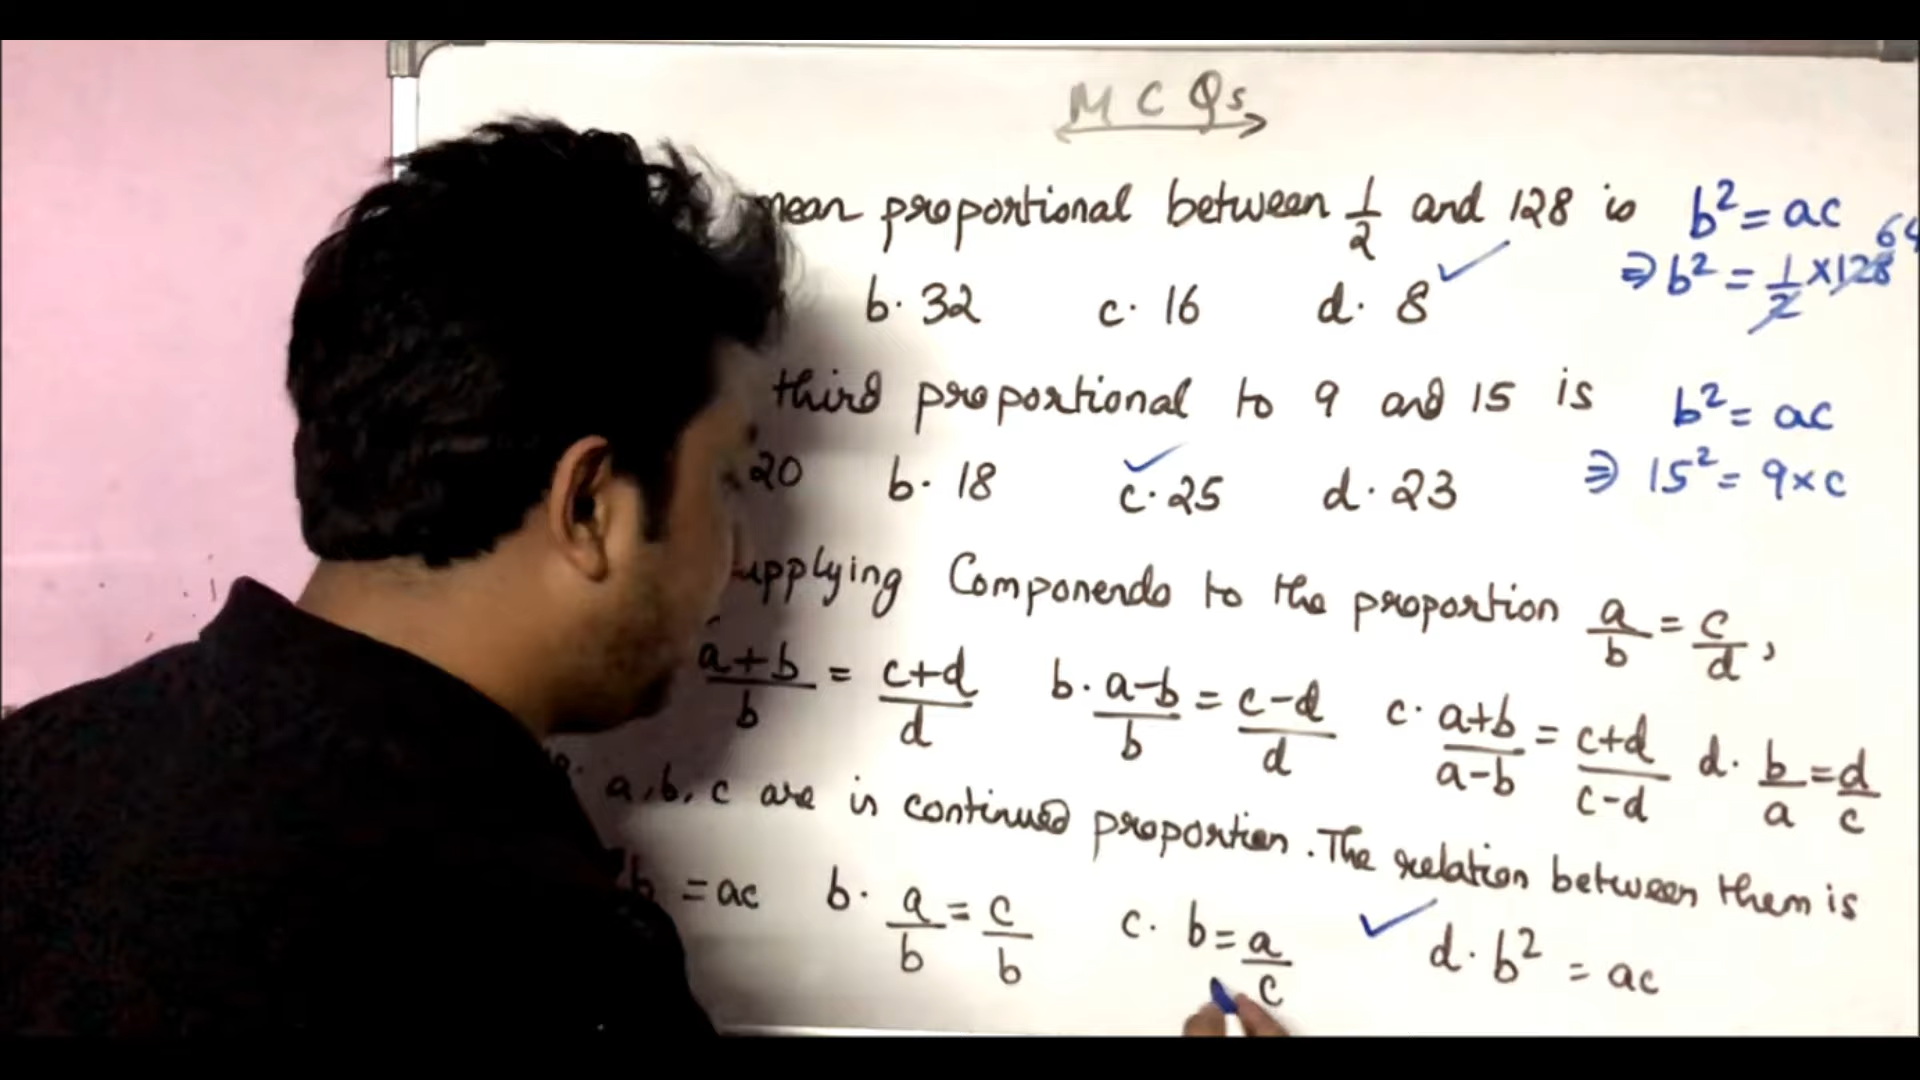 MCQs
mean proportional between 1/2 and 128 is
b² = ac
⇒ b² = 1/2 × 128 64
b. 32 c. 16 d. 8 ✓
third proportional to 9 and 15 is
b² = ac
⇒ 15² = 9 × c
20 b. 18 ✓ c. 25 d. 23
applying Componendo to the proportion a/b = c/d,
a+b/b = c+d/d b. a-b/b = c-d/d c. a+b/a-b = c+d/c-d d. b/a = d/c
a, b, c are is continued proportion. The relation between them is
b = ac b. a/b = c/b c. b = a/c ✓ d. b² = ac